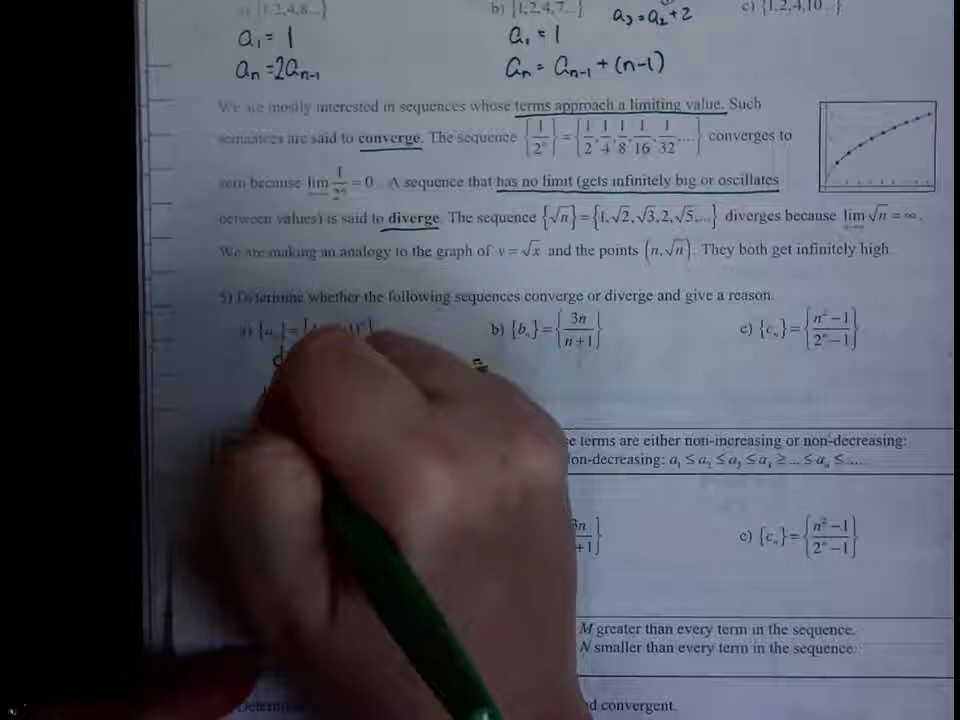 a) {1,2,4,8...} b) {1,2,4,7...} a₃ = a₂ + 2 c) {1,2,4,10...}
a₁ = 1 a₁ = 1
aₙ = 2aₙ₋₁ aₙ = aₙ₋₁ + (n-1)
We are mostly interested in sequences whose terms approach a limiting value. Such
sequences are said to converge. The sequence {1/2ⁿ} = {1/2, 1/4, 1/8, 1/16, 1/32, ...} converges to
zero because lim 1/2ⁿ = 0. A sequence that has no limit (gets infinitely big or oscillates
between values) is said to diverge. The sequence {√n} = {1, √2, √3, 2, √5, ...} diverges because lim √n = ∞.
We are making an analogy to the graph of y = √x and the points (n, √n). They both get infinitely high.
5) Determine whether the following sequences converge or diverge and give a reason.
a) {aₙ} = b) {bₙ} = {3n/(n+1)} c) {cₙ} = {(n²-1)/(2ⁿ-1)}
terms are either non-increasing or non-decreasing:
non-decreasing: a₁ ≤ a₂ ≤ a₃ ≤ a₄ ≥ ... ≤ aₙ ≤ ....
3n/+1} c) {cₙ} = {(n²-1)/(2ⁿ-1)}
M greater than every term in the sequence.
N smaller than every term in the sequence.
convergent.